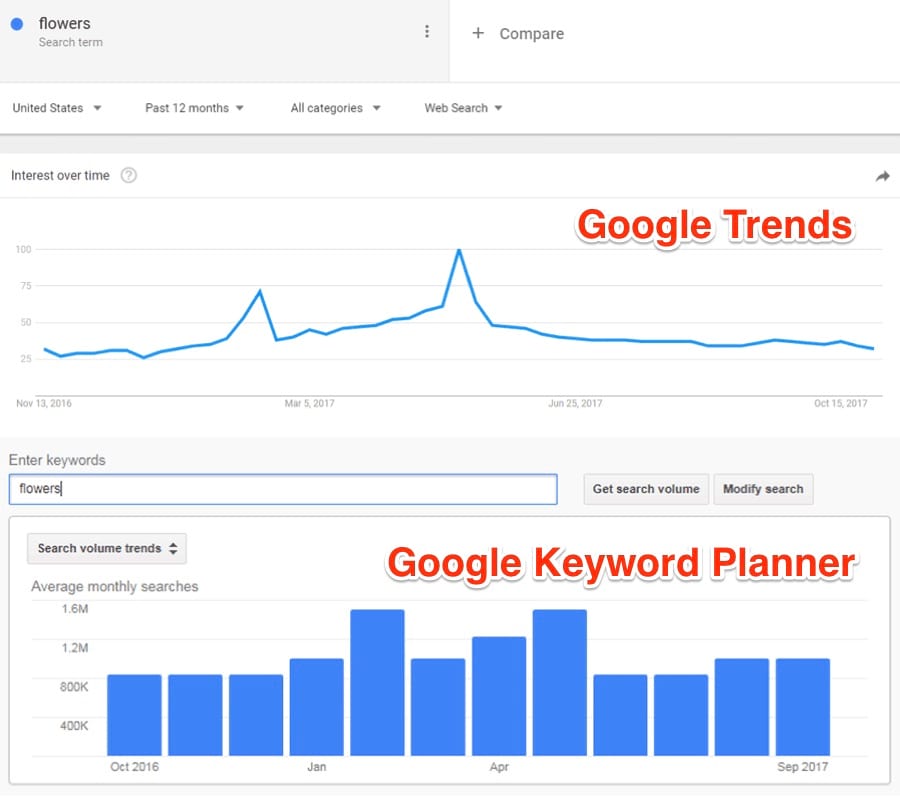 flowers
Search term
+ Compare
United States
Past 12 months
All categories
Web Search
Interest over time ?
Google Trends
100
75
50
25
Nov 13, 2016
Mar 5, 2017
Jun 25, 2017
Oct 15, 2017
Enter keywords
flowers
Get search volume
Modify search
Search volume trends
Google Keyword Planner
Average monthly searches
1.6M
1.2M
800K
400K
Oct 2016
Jan
Apr
Sep 2017